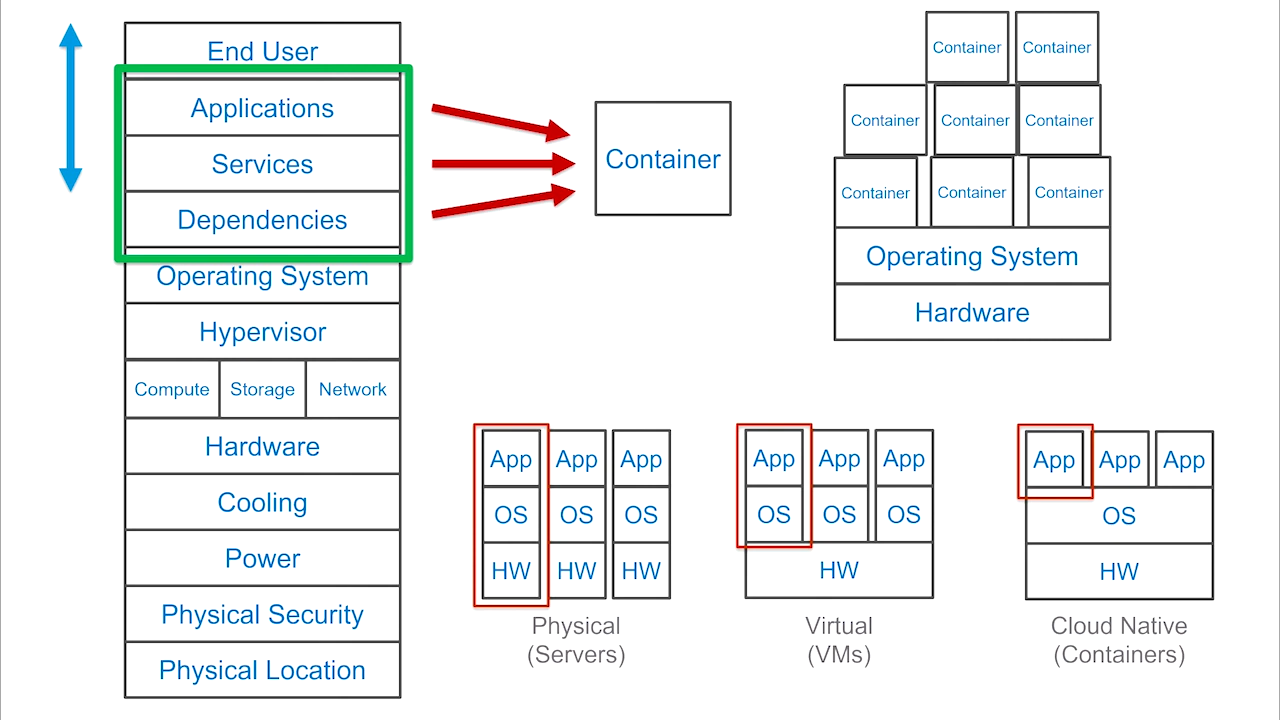 End User
Applications
Services
Dependencies
Operating System
Hypervisor
Compute Storage Network
Hardware
Cooling
Power
Physical Security
Physical Location
Container
Container Container
Container Container Container
Container Container Container
Operating System
Hardware
App App App
OS OS OS
HW HW HW
Physical
(Servers)
App App App
OS OS OS
HW
Virtual
(VMs)
App App App
OS
HW
Cloud Native
(Containers)